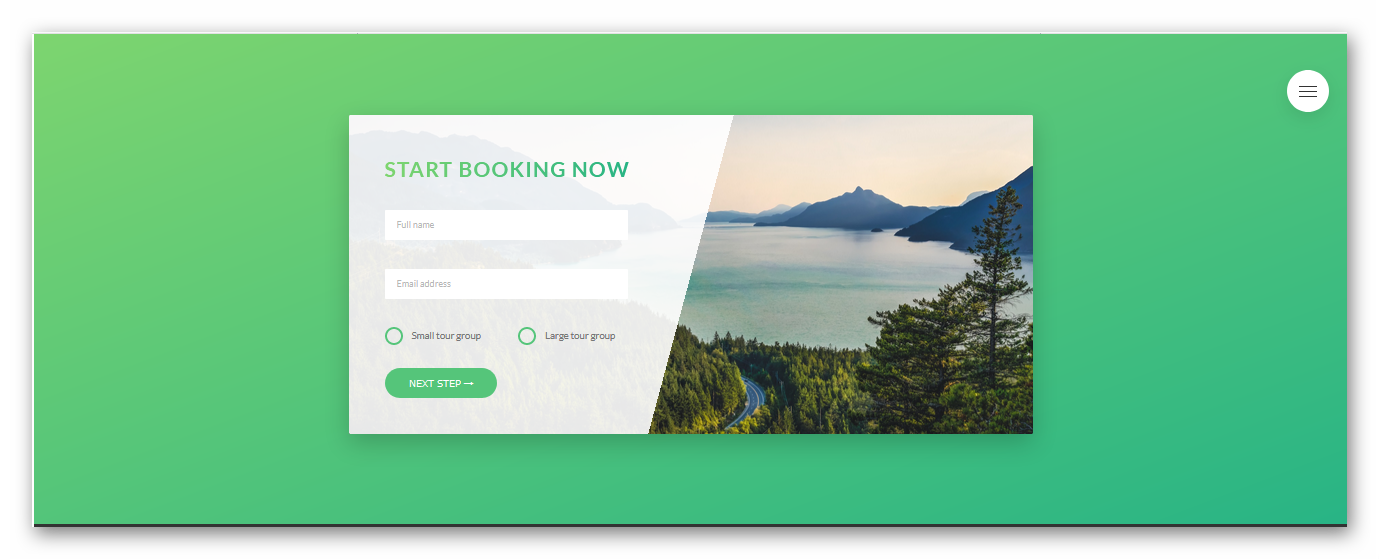 START BOOKING NOW
Full name
Email address
Small tour group
Large tour group
NEXT STEP →